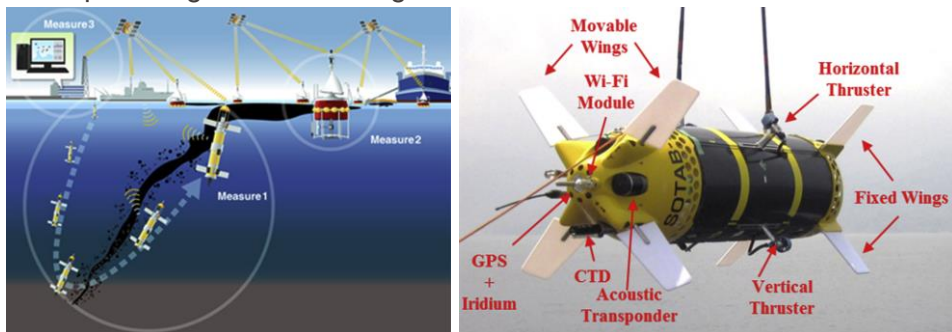 Measure3
Measure2
Measure1
Movable
Wings
Wi-Fi
Module
Horizontal
Thruster
SOTAB
Fixed Wings
GPS
+
Iridium
CTD
Acoustic
Transponder
Vertical
Thruster